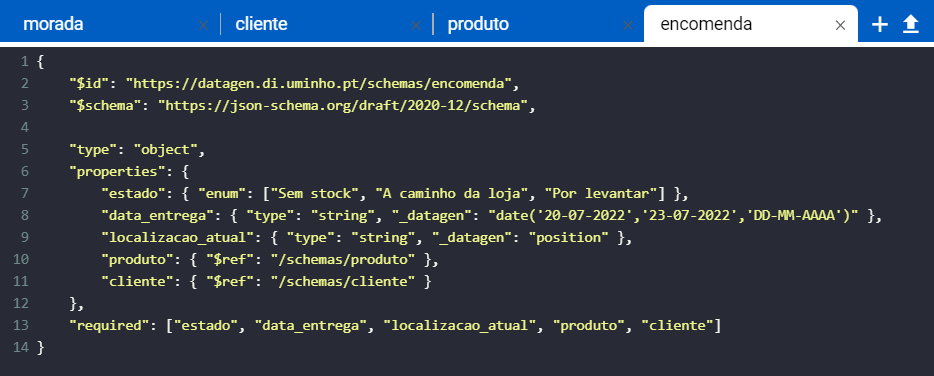 morada × cliente × produto × encomenda × +
1 {
2     "$id": "https://datagen.di.uminho.pt/schemas/encomenda",
3     "$schema": "https://json-schema.org/draft/2020-12/schema",
4
5     "type": "object",
6     "properties": {
7         "estado": { "enum": ["Sem stock", "A caminho da loja", "Por levantar"] },
8         "data_entrega": { "type": "string", "_datagen": "date('20-07-2022','23-07-2022','DD-MM-AAAA')" },
9         "localizacao_atual": { "type": "string", "_datagen": "position" },
10         "produto": { "$ref": "/schemas/produto" },
11         "cliente": { "$ref": "/schemas/cliente" }
12     },
13     "required": ["estado", "data_entrega", "localizacao_atual", "produto", "cliente"]
14 }